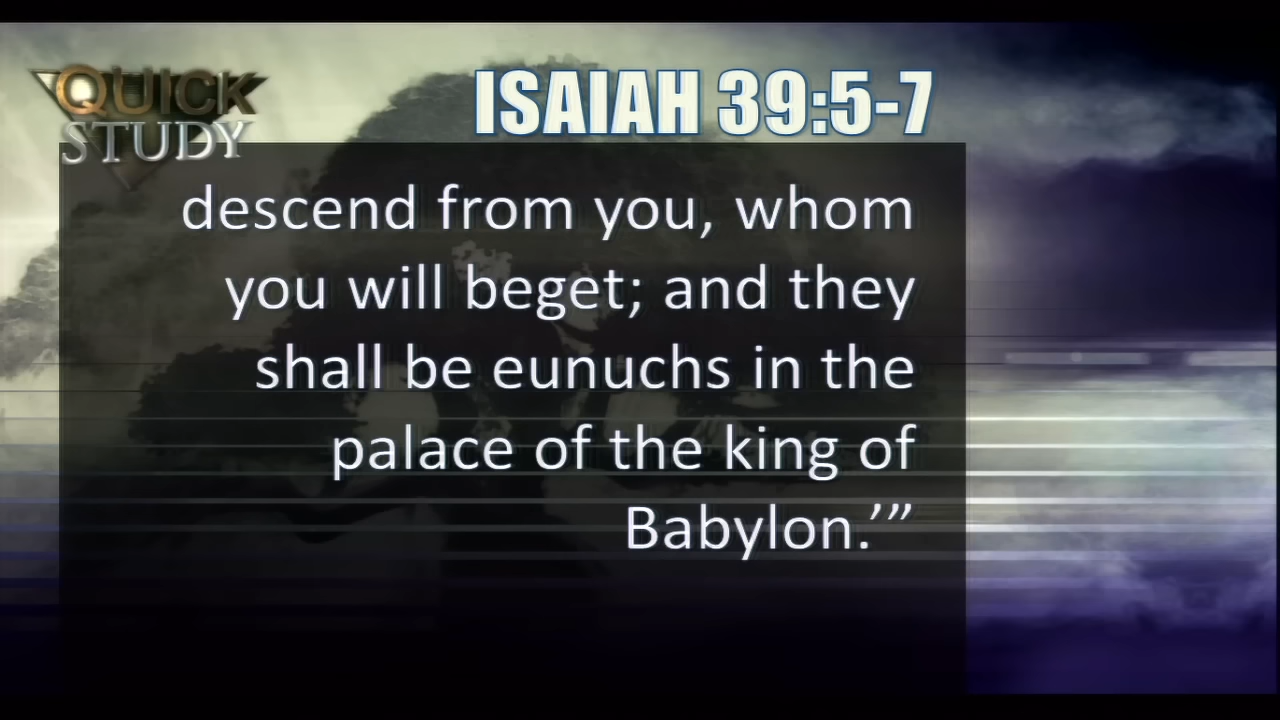 QUICK
STUDY
ISAIAH 39:5-7
descend from you, whom
you will beget; and they
shall be eunuchs in the
palace of the king of
Babylon.’”